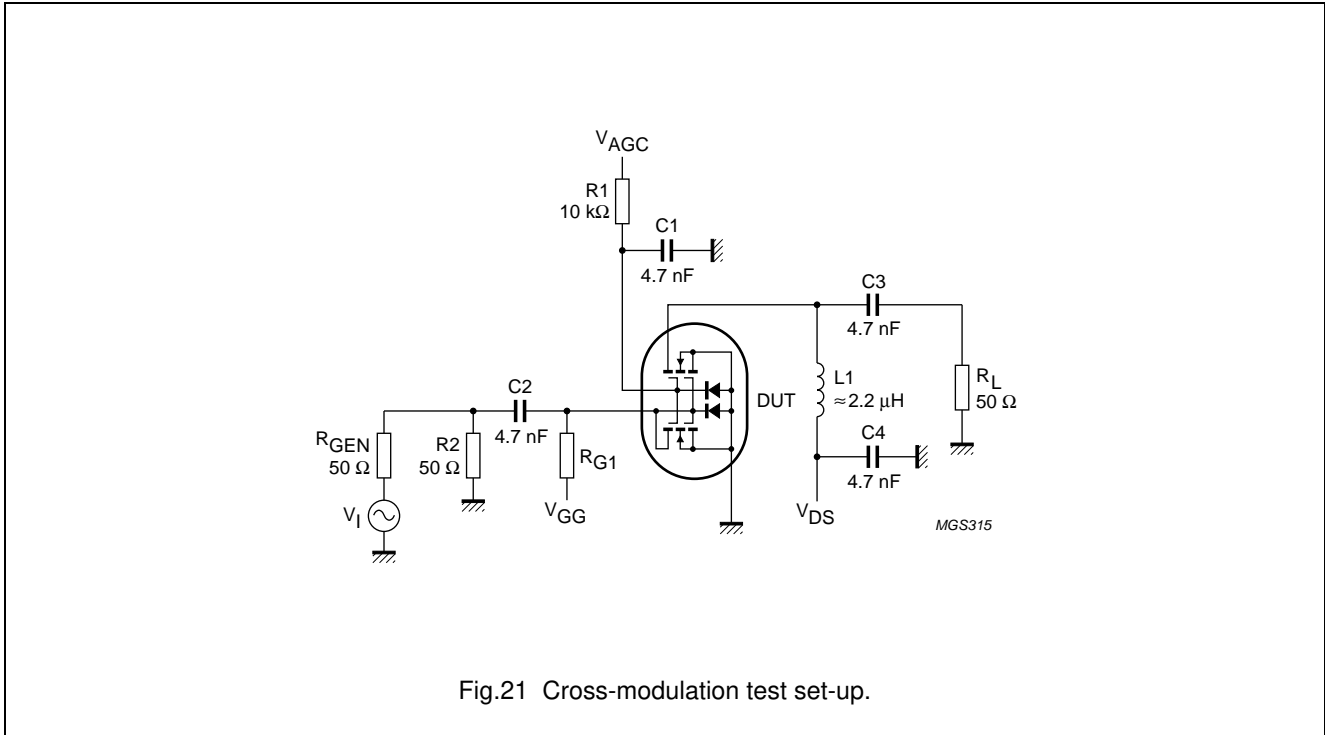 VAGC
R1
10 kΩ
C1
4.7 nF
C3
4.7 nF
RL
50 Ω
L1
≈2.2 μH
DUT
C2
4.7 nF
RGEN
50 Ω
R2
50 Ω
RG1
C4
4.7 nF
VI
VGG
VDS
MGS315
Fig.21 Cross-modulation test set-up.